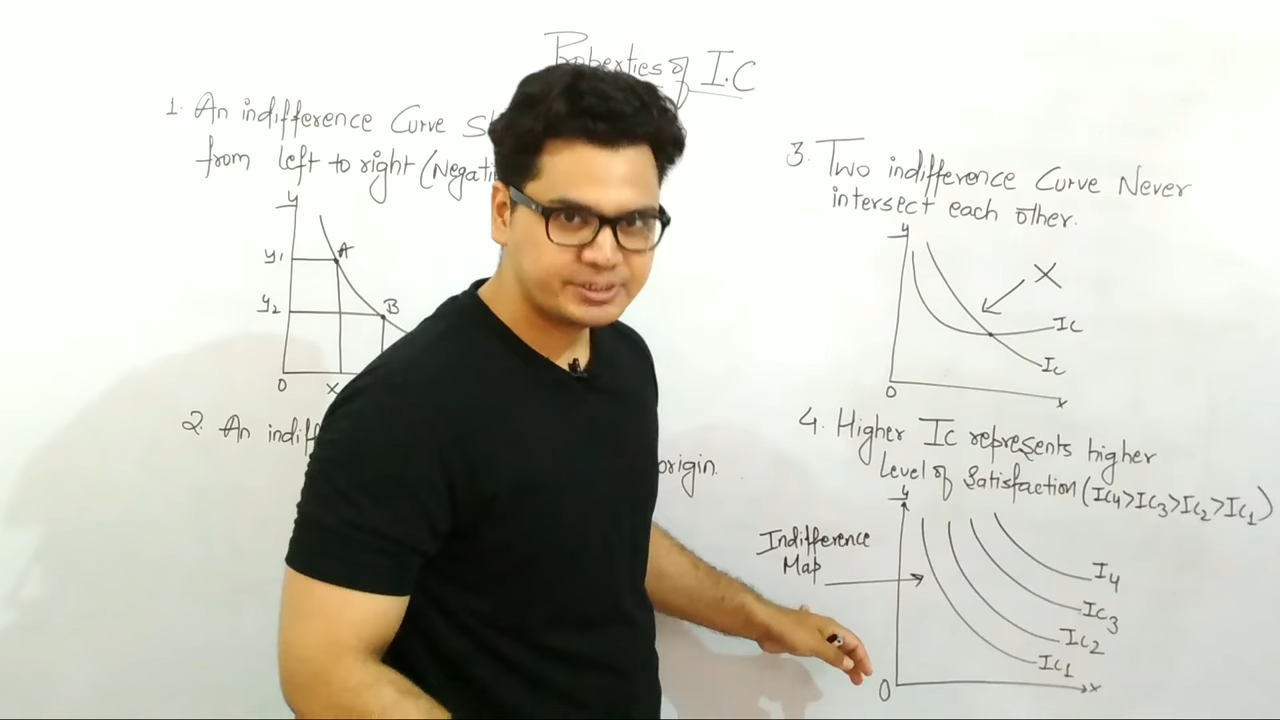 Properties of I.C
1. An indifference Curve
from left to right (Negati
y
y1
A
y2
B
0
X
2. An indiff
origin.
3. Two indifference Curve Never
intersect each other.
y
X
Ic
Ic
0
x
4. Higher Ic represents higher
Level of Satisfaction (Ic4>Ic3>Ic2>Ic1)
y
Indifference
Map
I4
Ic3
Ic2
Ic1
0
x